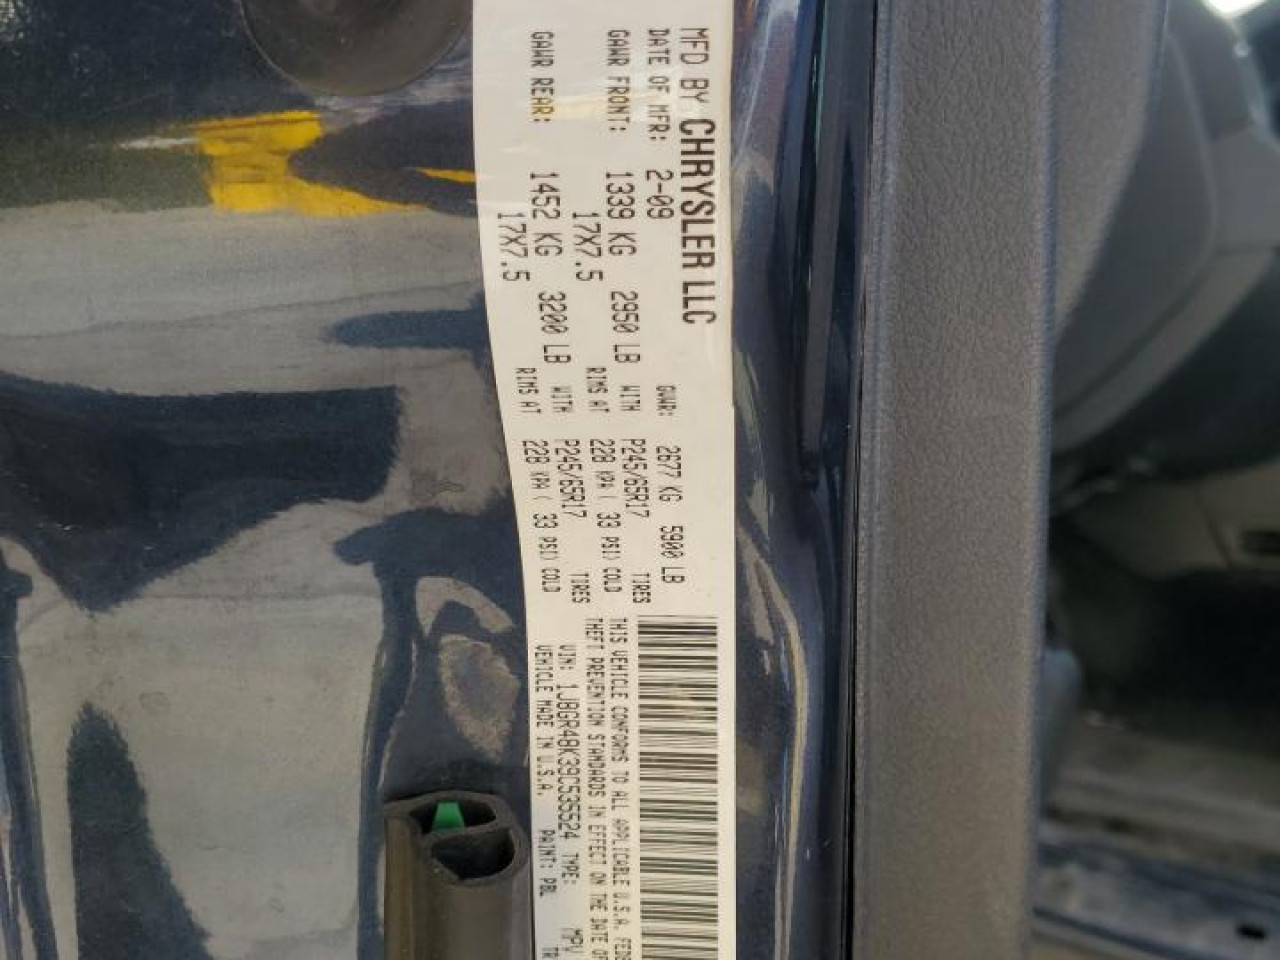 MFD BY CHRYSLER LLC
DATE OF MFR: 2-09 GVWR: 2677 KG 5900 LB
GAWR FRONT: 1339 KG 2950 LB WITH P245/65R17 TIRES
17X7.5 RIMS AT 228 KPA ( 33 PSI) COLD
GAWR REAR: 1452 KG 3200 LB WITH P245/65R17 TIRES
17X7.5 RIMS AT 228 KPA ( 33 PSI) COLD
THIS VEHICLE CONFORMS TO ALL APPLICABLE U.S.A. FEDE
THEFT PREVENTION STANDARDS IN EFFECT ON THE DATE OF
VIN: 1J8GR48K39C535524 TYPE: MPV
VEHICLE MADE IN U.S.A. PAINT: PBL TR